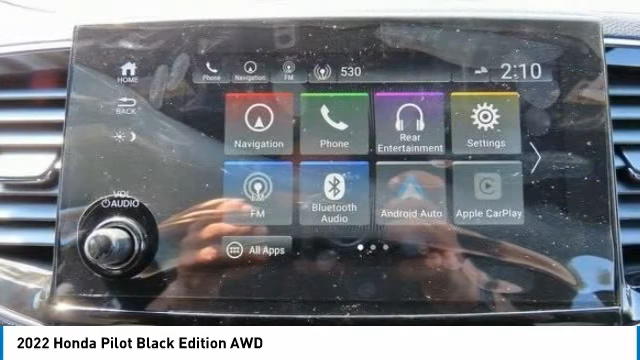 HOME
Phone
Navigation
FM
530
2:10
BACK
Navigation
Phone
Rear
Entertainment
Settings
VOL
AUDIO
FM
FM
Bluetooth
Audio
Android Auto
Apple CarPlay
All Apps
2022 Honda Pilot Black Edition AWD